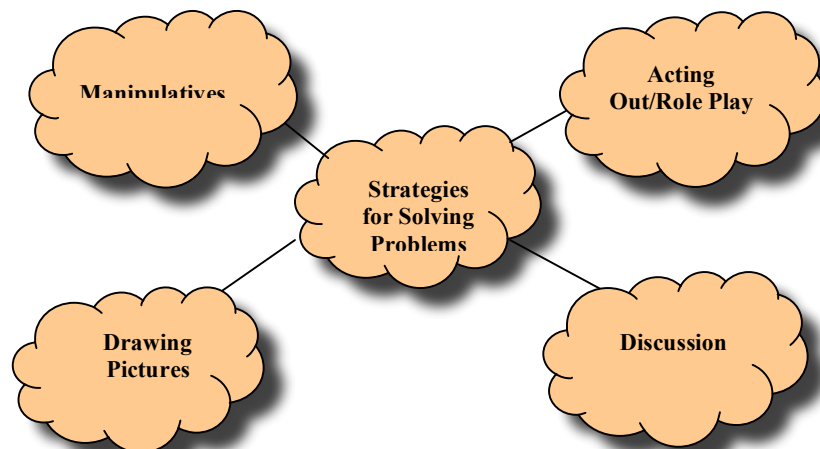 Manipulatives
Acting
Out/Role Play
Strategies
for Solving
Problems
Drawing
Pictures
Discussion